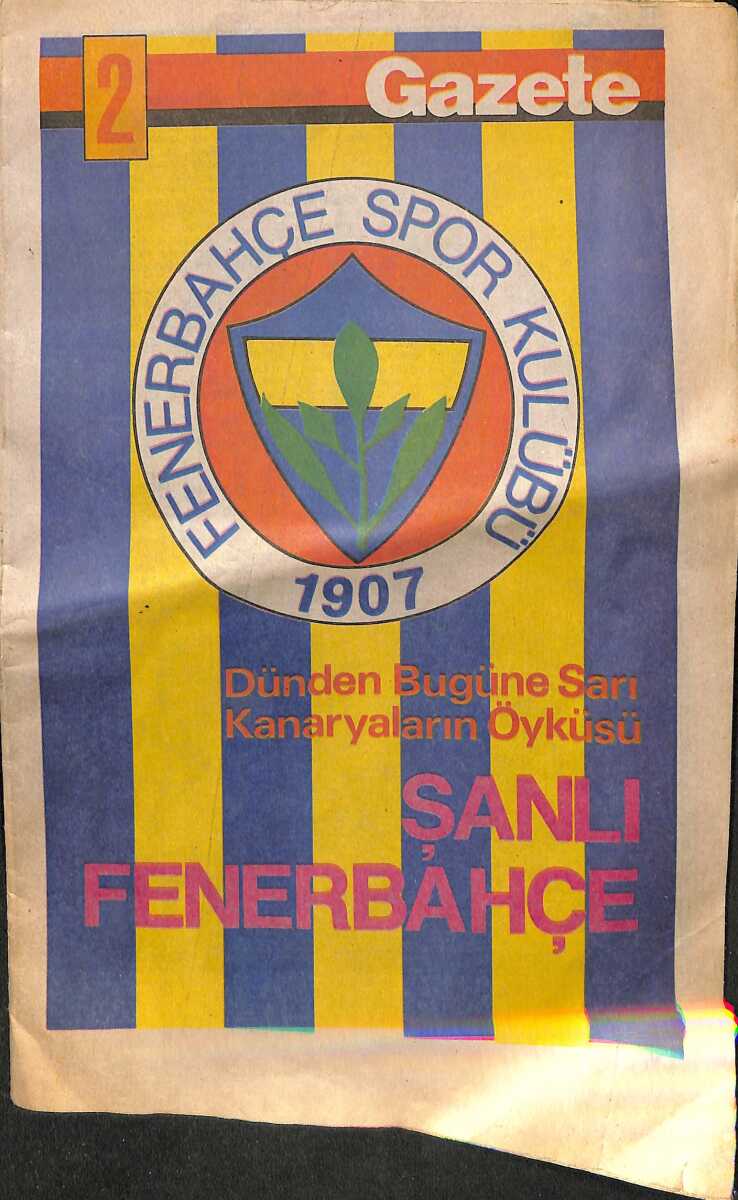 2
Gazete
FENERBAHÇE SPOR KULÜBÜ
1907
Dünden Bugüne Sarı
Kanaryaların Öyküsü
ŞANLI
FENERBAHÇE